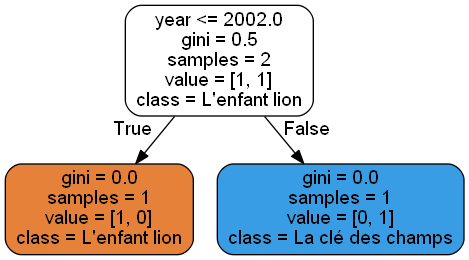 year <= 2002.0
gini = 0.5
samples = 2
value = [1, 1]
class = L'enfant lion
True
False
gini = 0.0
samples = 1
value = [1, 0]
class = L'enfant lion
gini = 0.0
samples = 1
value = [0, 1]
class = La clé des champs